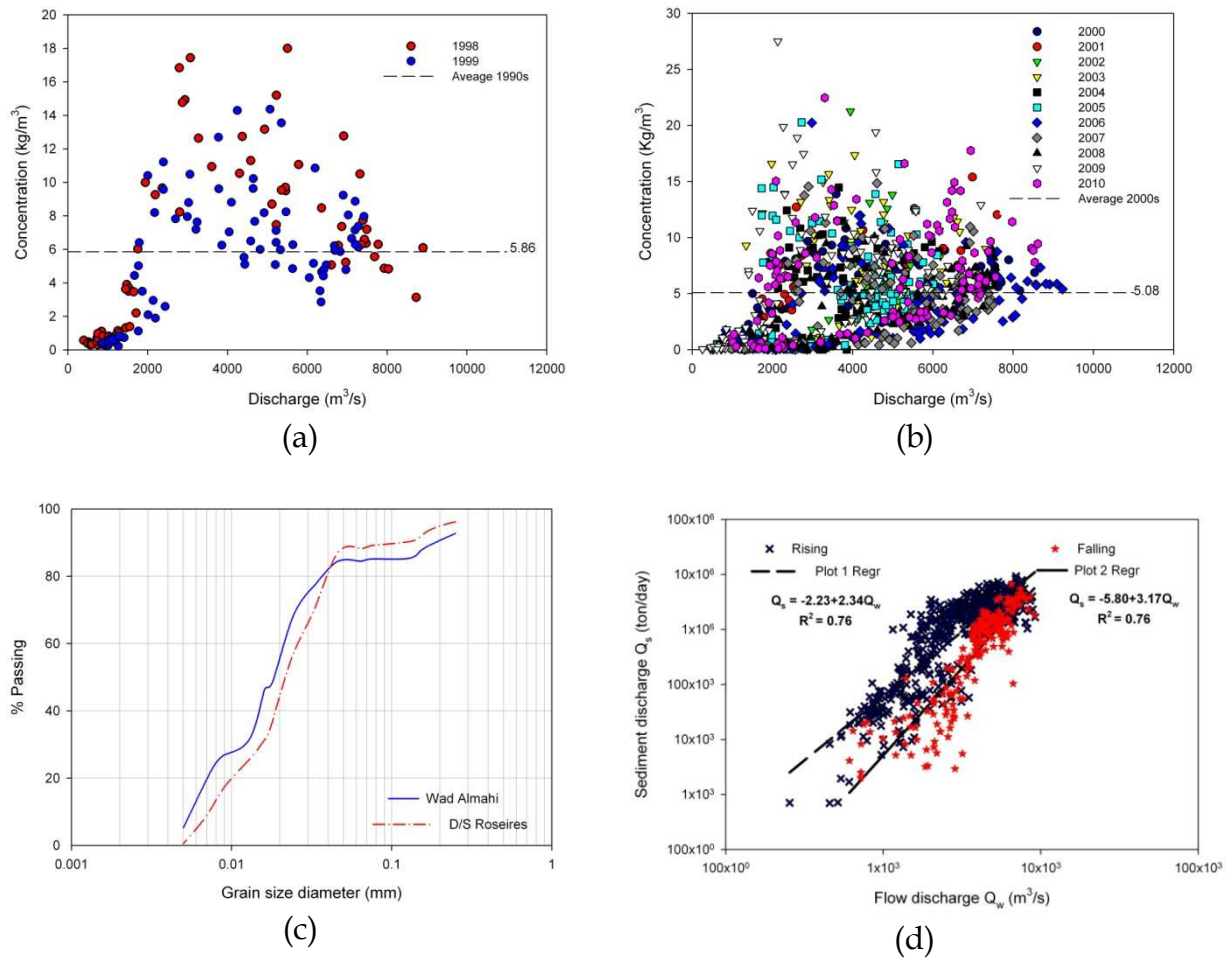 20
18
16
14
12
10
8
6
4
2
0
Concentration (kg/m³)
0 2000 4000 6000 8000 10000 12000
Discharge (m³/s)
1998
1999
Aveage 1990s
5.86
(a)
30
25
20
15
10
5
0
Concentration (Kg/m³)
0 2000 4000 6000 8000 10000 12000
Discharge (m³/s)
2000
2001
2002
2003
2004
2005
2006
2007
2008
2009
2010
Average 2000s
5.08
(b)
100
80
60
40
20
0
% Passing
0.001 0.01 0.1 1
Grain size diameter (mm)
Wad Almahi
D/S Roseires
(c)
100x10⁶
10x10⁶
1x10⁶
100x10³
10x10³
1x10³
100x10⁰
Sediment discharge Qₛ (ton/day)
100x10⁰ 1x10³ 10x10³ 100x10³
Flow discharge Q_w (m³/s)
Rising
Plot 1 Regr
Qₛ = -2.23+2.34Q_w
R² = 0.76
Falling
Plot 2 Regr
Qₛ = -5.80+3.17Q_w
R² = 0.76
(d)